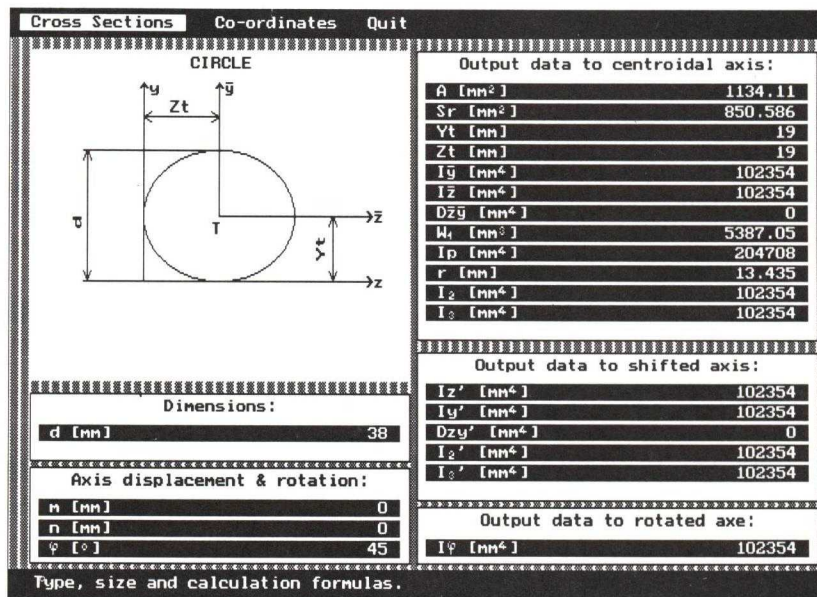 Cross Sections Co-ordinates Quit
CIRCLE
y ȳ
Zt
d
T
z̄
Yt
z
Dimensions:
d [mm] 38
Axis displacement & rotation:
m [mm] 0
n [mm] 0
φ [°] 45
Output data to centroidal axis:
A [mm²] 1134.11
Sr [mm²] 850.586
Yt [mm] 19
Zt [mm] 19
Iȳ [mm⁴] 102354
Iz̄ [mm⁴] 102354
Dz̄ȳ [mm⁴] 0
W₁ [mm³] 5387.05
Ip [mm⁴] 204708
r [mm] 13.435
I₂ [mm⁴] 102354
I₃ [mm⁴] 102354
Output data to shifted axis:
Iz' [mm⁴] 102354
Iy' [mm⁴] 102354
Dzy' [mm⁴] 0
I₂' [mm⁴] 102354
I₃' [mm⁴] 102354
Output data to rotated axe:
Iφ [mm⁴] 102354
Type, size and calculation formulas.